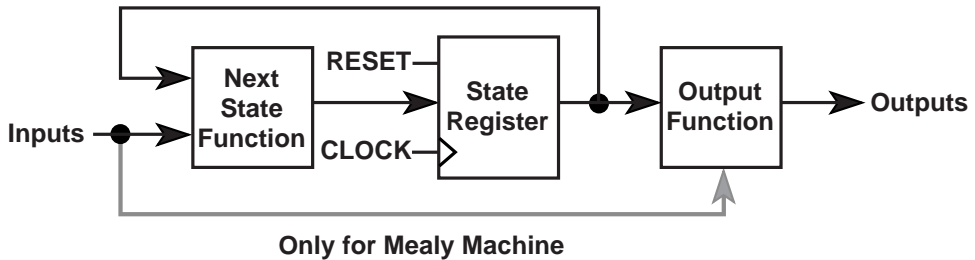 Inputs
Next
State
Function
RESET
CLOCK
State
Register
Output
Function
Outputs
Only for Mealy Machine